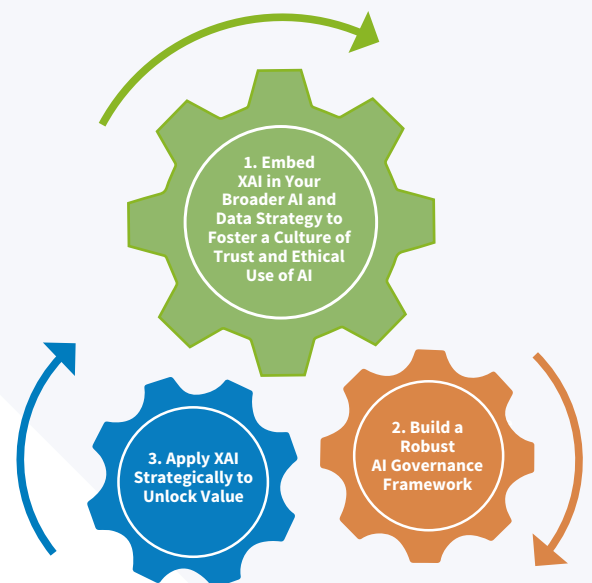 1. Embed
XAI in Your
Broader AI and
Data Strategy to
Foster a Culture of
Trust and Ethical
Use of AI
2. Build a
Robust
AI Governance
Framework
3. Apply XAI
Strategically to
Unlock Value